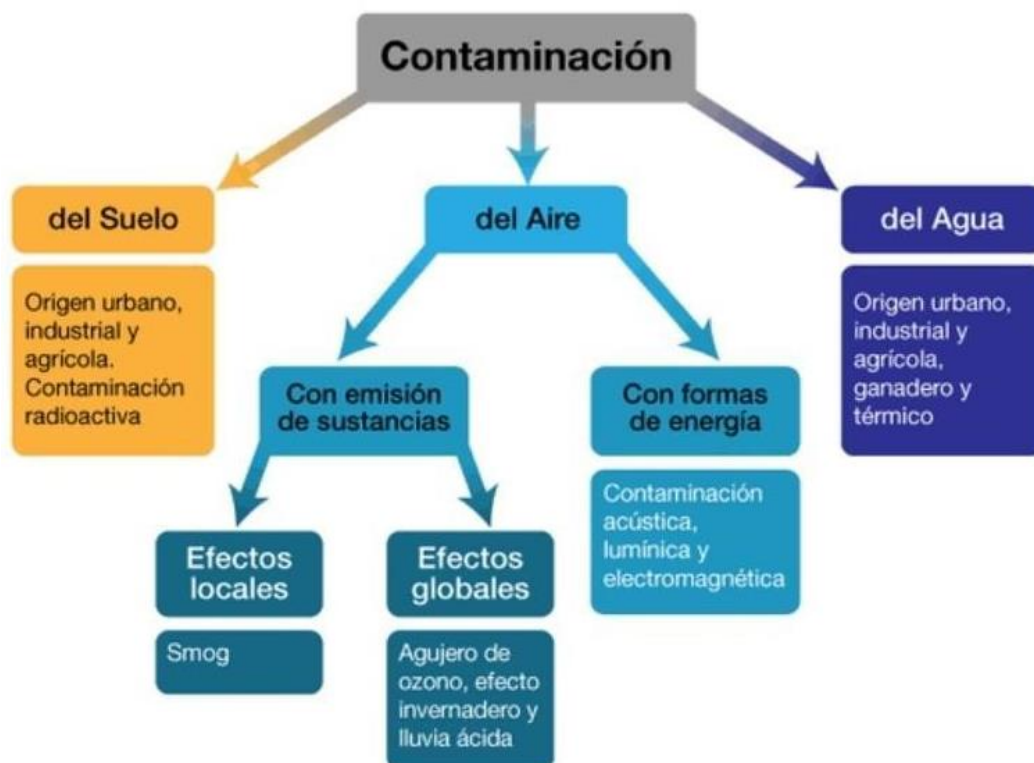 Contaminación
del Suelo
Origen urbano,
industrial y
agrícola.
Contaminación
radioactiva
del Aire
Con emisión
de sustancias
Efectos
locales
Smog
Efectos
globales
Agujero de
ozono, efecto
invernadero y
lluvia ácida
Con formas
de energía
Contaminación
acústica,
lumínica y
electromagnética
del Agua
Origen urbano,
industrial y
agrícola,
ganadero y
térmico